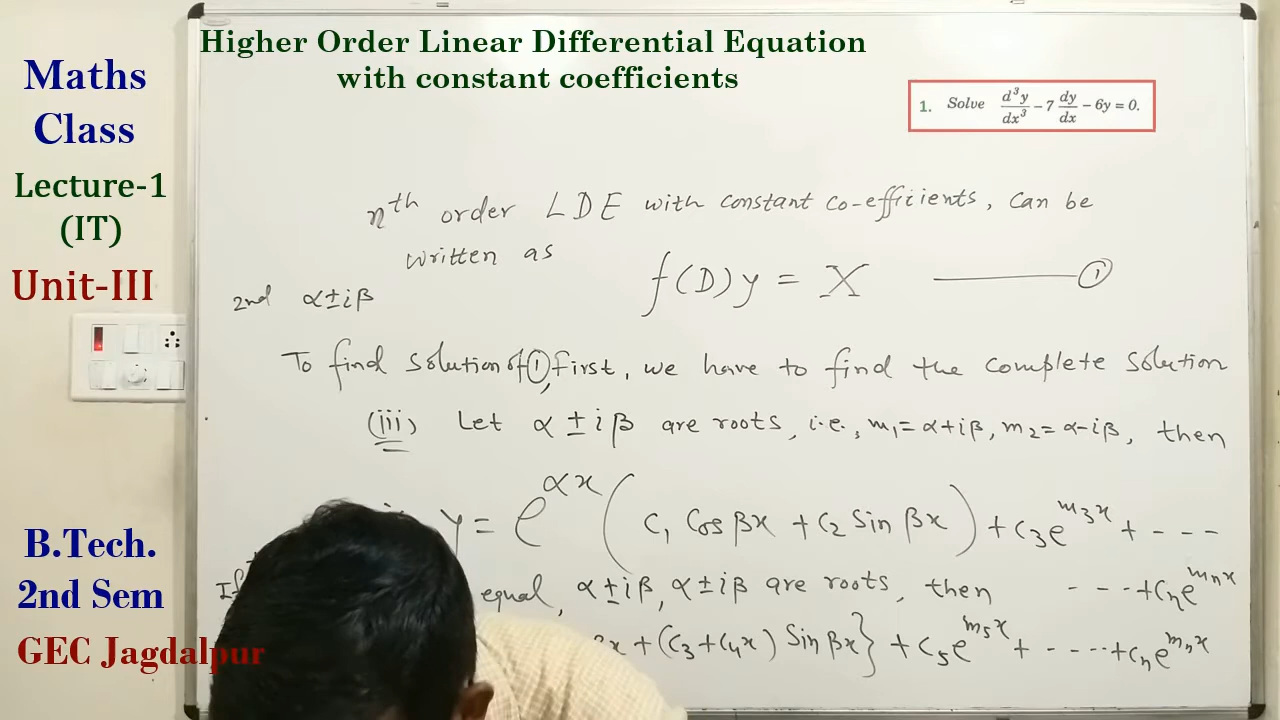 Higher Order Linear Differential Equation
with constant coefficients
Maths
Class
Lecture-1
(IT)
Unit-III
1. Solve d³y/dx³ − 7 dy/dx − 6y = 0.
nth order LDE with constant co-efficients, can be
written as
f(D)y = X ——— ①
2nd α±iβ
To find solution of ①, first, we have to find the complete solution
(iii) Let α ± iβ are roots, i.e., m₁= α+iβ, m₂= α-iβ, then
y = e^{αx} (C₁ Cos βx + C₂ Sin βx) + C₃e^{m₃x} + - - -
- - - + Cₙe^{mₙx}
If equal, α±iβ, α±iβ are roots, then
βx + (C₃+C₄x) Sin βx} + C₅e^{m₅x} + - - - - + Cₙe^{mₙx}
B.Tech.
2nd Sem
GEC Jagdalpur